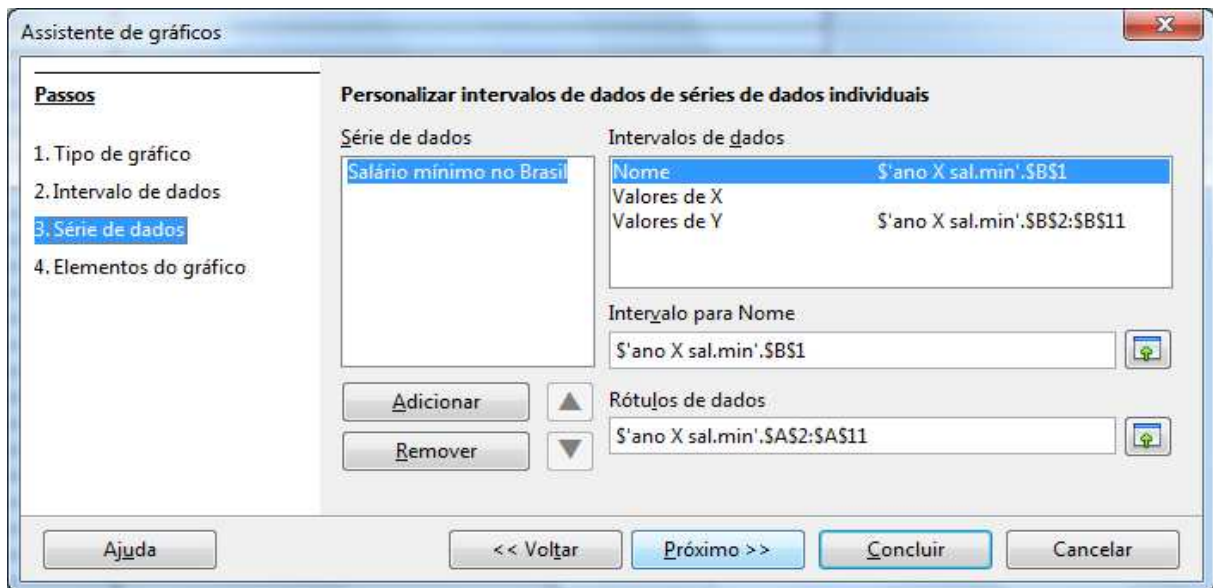 Assistente de gráficos
Passos
1. Tipo de gráfico
2. Intervalo de dados
3. Série de dados
4. Elementos do gráfico
Personalizar intervalos de dados de séries de dados individuais
Série de dados
Salário mínimo no Brasil
Adicionar
Remover
Intervalos de dados
Nome $'ano X sal.min'.$B$1
Valores de X
Valores de Y $'ano X sal.min'.$B$2:$B$11
Intervalo para Nome
$'ano X sal.min'.$B$1
Rótulos de dados
$'ano X sal.min'.$A$2:$A$11
Ajuda << Voltar Próximo >> Concluir Cancelar